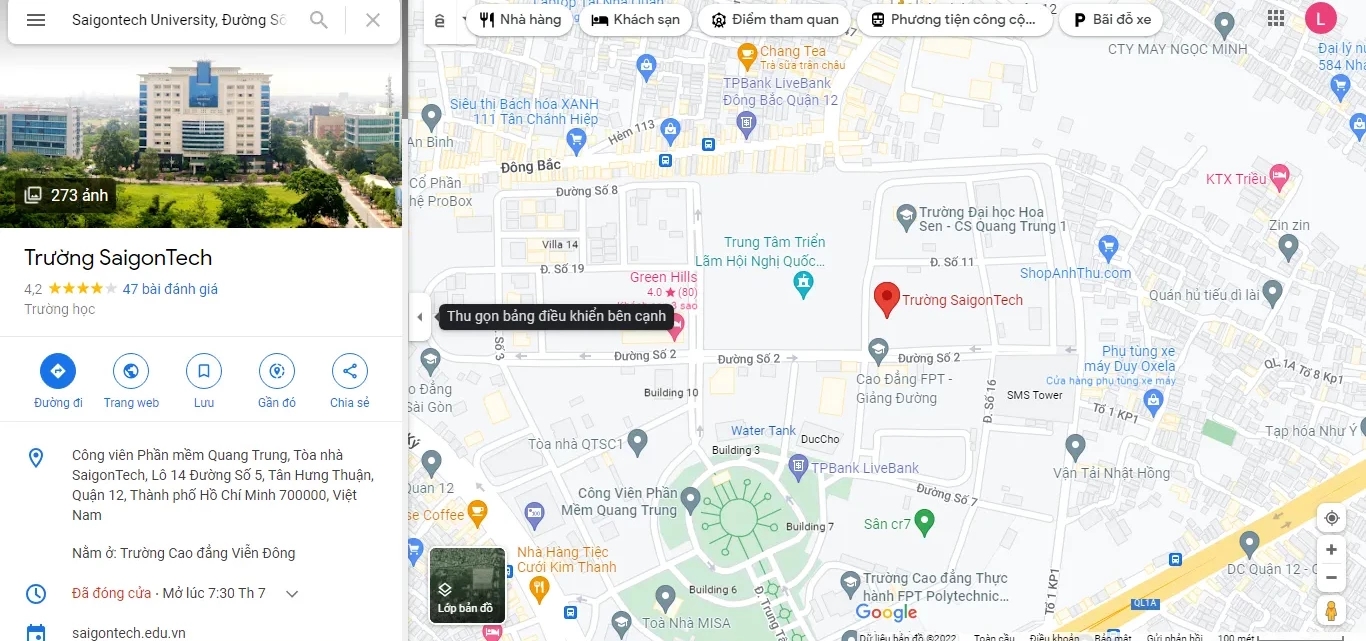 Saigontech University, Đường Số
ê
Nhà hàng
Khách sạn
Điểm tham quan
Phương tiện công cộ...
Bãi đỗ xe
L
273 ảnh
Trường SaigonTech
4,2
47 bài đánh giá
Trường học
Đường đi
Trang web
Lưu
Gần đó
Chia sẻ
Công viên Phần mềm Quang Trung, Tòa nhà
SaigonTech, Lô 14 Đường Số 5, Tân Hưng Thuận,
Quận 12, Thành phố Hồ Chí Minh 700000, Việt
Nam
Nằm ở: Trường Cao đẳng Viễn Đông
Đã đóng cửa · Mở lúc 7:30 Th 7
saigontech.edu.vn
12
CTY MAY NGOC MINH
Đại lý nư
584 Nhà
Chang Tea
Trà sữa trân châu
TPBank LiveBank
Đông Bắc Quận 12
Siêu thị Bách hóa XANH
111 Tân Chánh Hiệp
Hẻm 113
An Bình
Đông Bắc
Cổ Phần
hệ ProBox
Đường Số 8
KTX Triều
Trường Đại học Hoa
Sen - CS Quang Trung 1
Zin zin
Villa 14
Trung Tâm Triển
Lãm Hội Nghị Quốc...
Đ. Số 19
Đ. Số 11
ShopAnhThu.com
Green Hills
4.0 ★ (80)
Quán hủ tiếu dì lài
Trường SaigonTech
Thu gọn bảng điều khiển bên cạnh
Số 3
Đường Số 2
Đường Số 2
Đường Số 2
Phụ tùng xe
máy Duy Oxela
Cửa hàng phụ tùng xe máy
QL.1A Tổ 8 Kp1
o Đẳng
Sài Gòn
Cao Đẳng FPT -
Giảng Đường
Đ. Số 16
SMS Tower
Building 10
Tổ 1 KP1
Tạp hóa Như Ý
Water Tank
DucCho
Tòa nhà QTSC1
Building 3
Ký
TPBank LiveBank
Vận Tải Nhật Hồng
Quận 12
Công Viên Phần
Mềm Quang Trung
Đường Số 7
se Coffee
Building 7
Sân cr7
Nhà Hàng Tiệc
Cưới Kim Thanh
DC Quận 12 - C
Lớp bản đồ
Building 6
Trường Cao đẳng Thực
hành FPT Polytechnic...
Tổ 1 KP1
QL1A
Đ. Trung Tâ
Toà Nhà MISA
Google
Dữ liệu bản đồ ©2022
Toàn cầu
Điều khoản
Bảo mật
Gửi phản hồi
100 mét